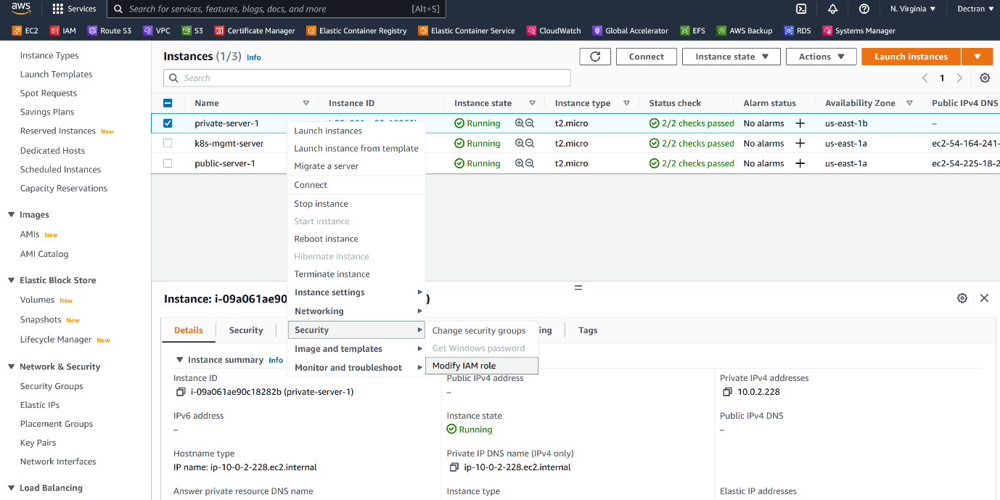 aws Services Search for services, features, blogs, docs, and more [Alt+S] N. Virginia Dectran
EC2 IAM Route 53 VPC S3 Certificate Manager Elastic Container Registry Elastic Container Service CloudWatch Global Accelerator EFS AWS Backup RDS Systems Manager
Instance Types
Launch Templates
Spot Requests
Savings Plans
Reserved Instances New
Dedicated Hosts
Scheduled Instances
Capacity Reservations
Images
AMIs New
AMI Catalog
Elastic Block Store
Volumes New
Snapshots New
Lifecycle Manager New
Network & Security
Security Groups
Elastic IPs
Placement Groups
Key Pairs
Network Interfaces
Load Balancing
Instances (1/3) Info
Connect Instance state Actions Launch instances
Search
1
Name Instance ID Instance state Instance type Status check Alarm status Availability Zone Public IPv4 DNS
private-server-1 Running t2.micro 2/2 checks passed No alarms us-east-1b –
k8s-mgmt-server Running t2.micro 2/2 checks passed No alarms us-east-1a ec2-54-164-241-
public-server-1 Running t2.micro 2/2 checks passed No alarms us-east-1a ec2-54-225-18-2
Launch instances
Launch instance from template
Migrate a server
Connect
Stop instance
Start instance
Reboot instance
Hibernate instance
Terminate instance
Instance settings
Networking
Security
Image and templates
Monitor and troubleshoot
Change security groups
Get Windows password
Modify IAM role
Instance: i-09a061ae90 )
Details Security ing Tags
Instance summary Info
Instance ID
i-09a061ae90c18282b (private-server-1)
Public IPv4 address
–
Private IPv4 addresses
10.0.2.228
IPv6 address
–
Instance state
Running
Public IPv4 DNS
–
Hostname type
IP name: ip-10-0-2-228.ec2.internal
Private IP DNS name (IPv4 only)
ip-10-0-2-228.ec2.internal
Answer private resource DNS name
Instance type
Elastic IP addresses